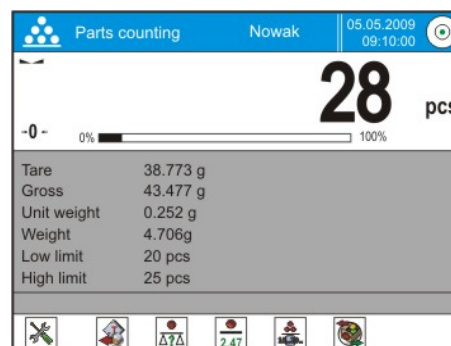 Parts counting Nowak 05.05.2009
09:10:00
28 pcs
-0- 0% 100%
Tare 38.773 g
Gross 43.477 g
Unit weight 0.252 g
Weight 4.706g
Low limit 20 pcs
High limit 25 pcs
T ?
2.47